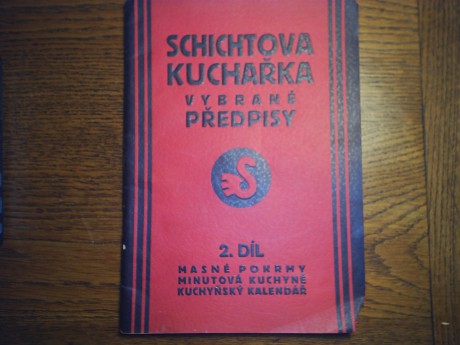 SCHICHTOVA
KUCHAŘKA
VYBRANÉ
PŘEDPISY
2. DÍL
MASNÉ POKRMY
MINUTOVÁ KUCHYNĚ
KUCHYŇSKÝ KALENDÁŘ